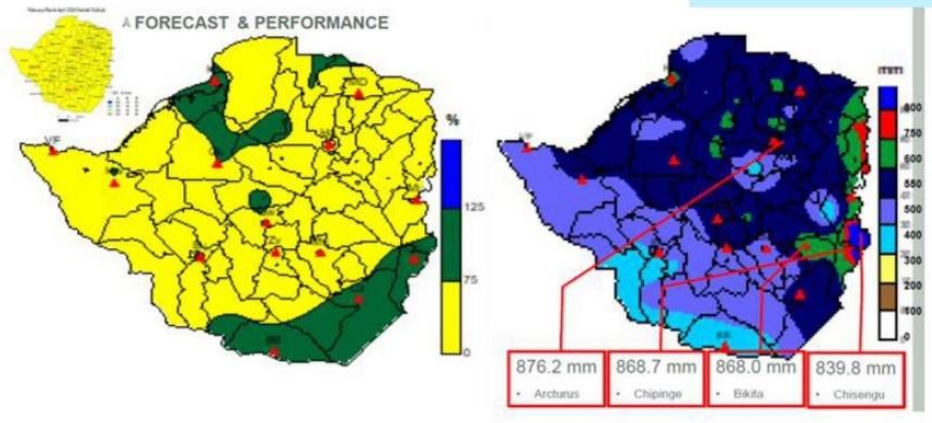 A FORECAST & PERFORMANCE
%
125
75
0
mm
800
750
600
550
500
400
300
200
100
0
876.2 mm
• Arcturus
868.7 mm
• Chipinge
868.0 mm
• Bikita
839.8 mm
• Chisengu